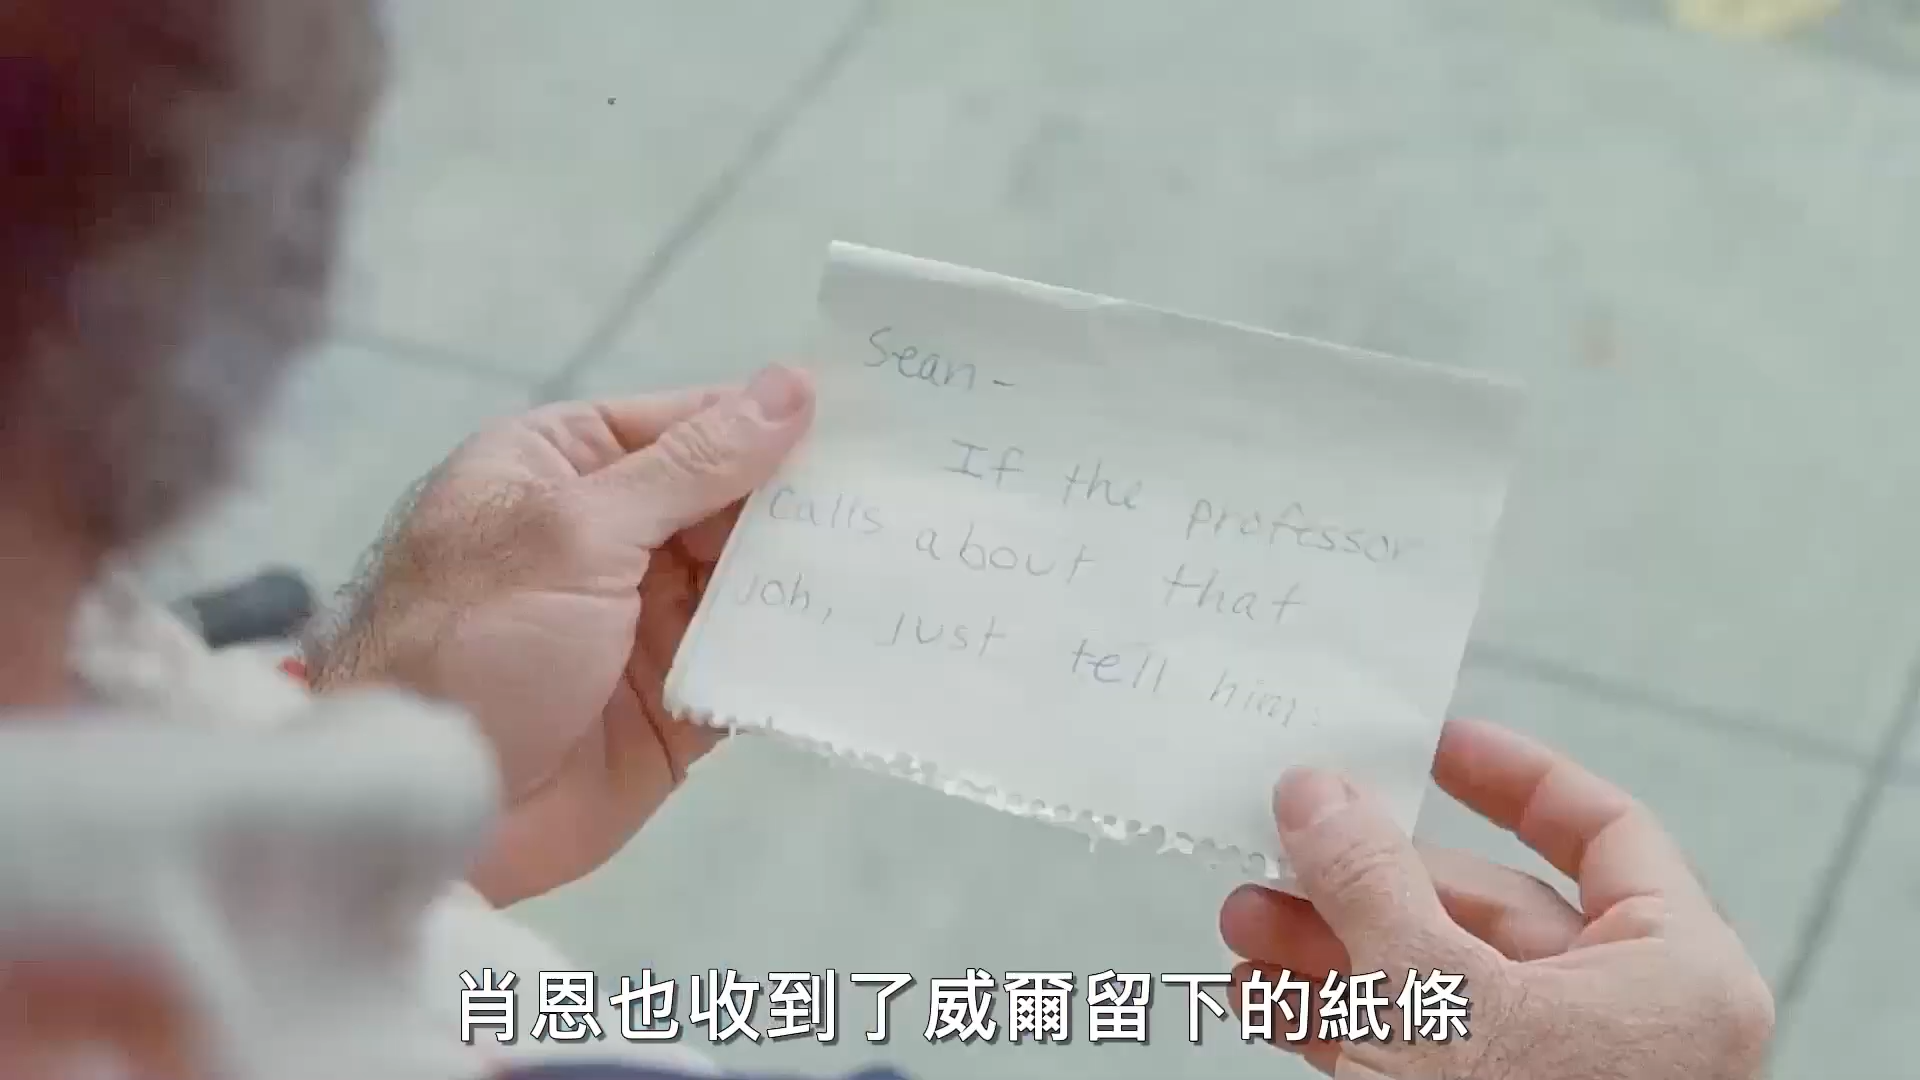 Sean-
If the professor
calls about that
job, just tell him:
肖恩也收到了威爾留下的紙條